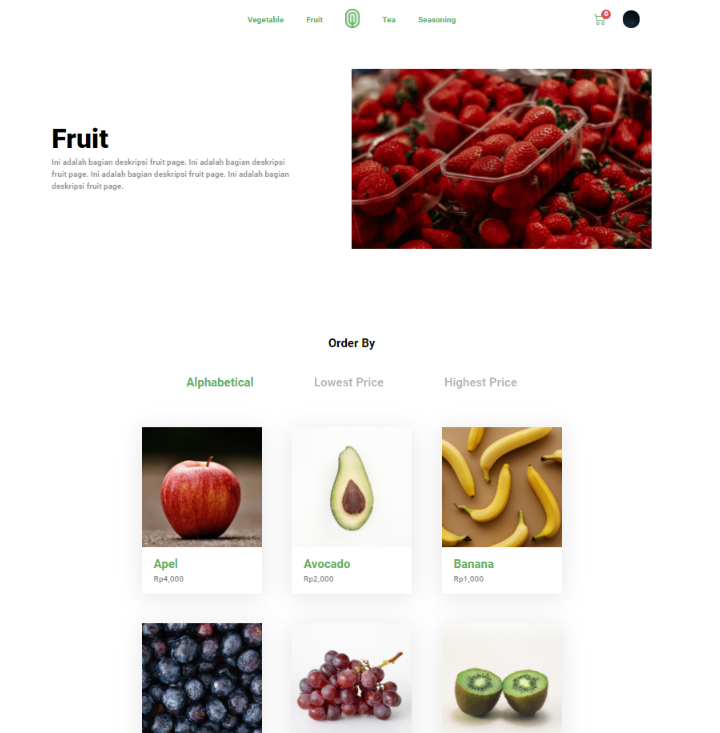 Vegetable Fruit Tea Seasoning 0
Fruit
Ini adalah bagian deskripsi fruit page. Ini adalah bagian deskripsi
fruit page. Ini adalah bagian deskripsi fruit page. Ini adalah bagian
deskripsi fruit page.
Order By
Alphabetical Lowest Price Highest Price
Apel Avocado Banana
Rp4,000 Rp2,000 Rp1,000